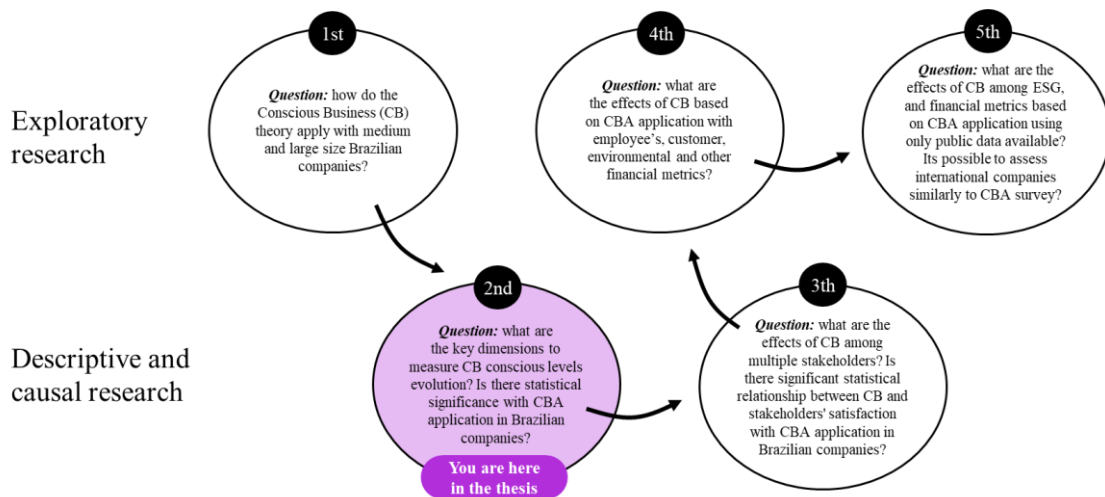 Exploratory
research
1st
Question: how do the
Conscious Business (CB)
theory apply with medium
and large size Brazilian
companies?
4th
Question: what are
the effects of CB based
on CBA application with
employee’s, customer,
environmental and other
financial metrics?
5th
Question: what are the
effects of CB among ESG,
and financial metrics based
on CBA application using
only public data available?
Its possible to assess
international companies
similarly to CBA survey?
Descriptive and
causal research
2nd
Question: what are
the key dimensions to
measure CB conscious levels
evolution? Is there statistical
significance with CBA
application in Brazilian
companies?
You are here
in the thesis
3th
Question: what are the
effects of CB among
multiple stakeholders? Is
there significant statistical
relationship between CB and
stakeholders' satisfaction
with CBA application in
Brazilian companies?